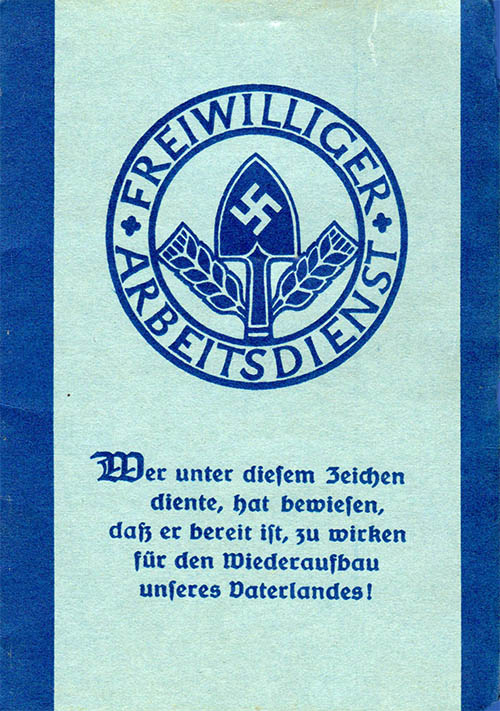 FREIWILLIGER
ARBEITSDIENST
Wer unter dieſem Zeichen
diente, hat bewieſen,
daß er bereit iſt, zu wirken
für den Wiederaufbau
unſeres Vaterlandes!